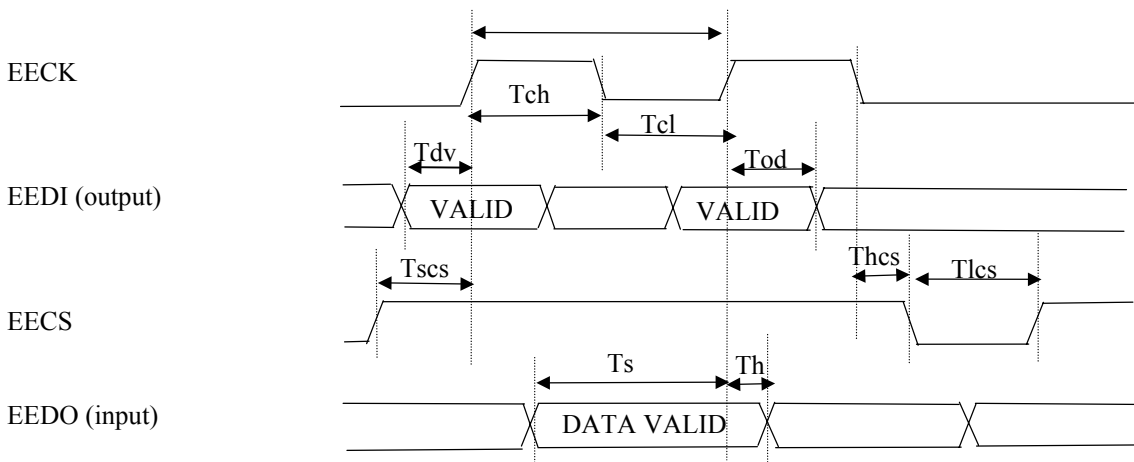 EECK
Tch
Tcl
Tdv
Tod
EEDI (output)
VALID
VALID
Thcs
Tlcs
Tscs
EECS
Ts
Th
EEDO (input)
DATA VALID